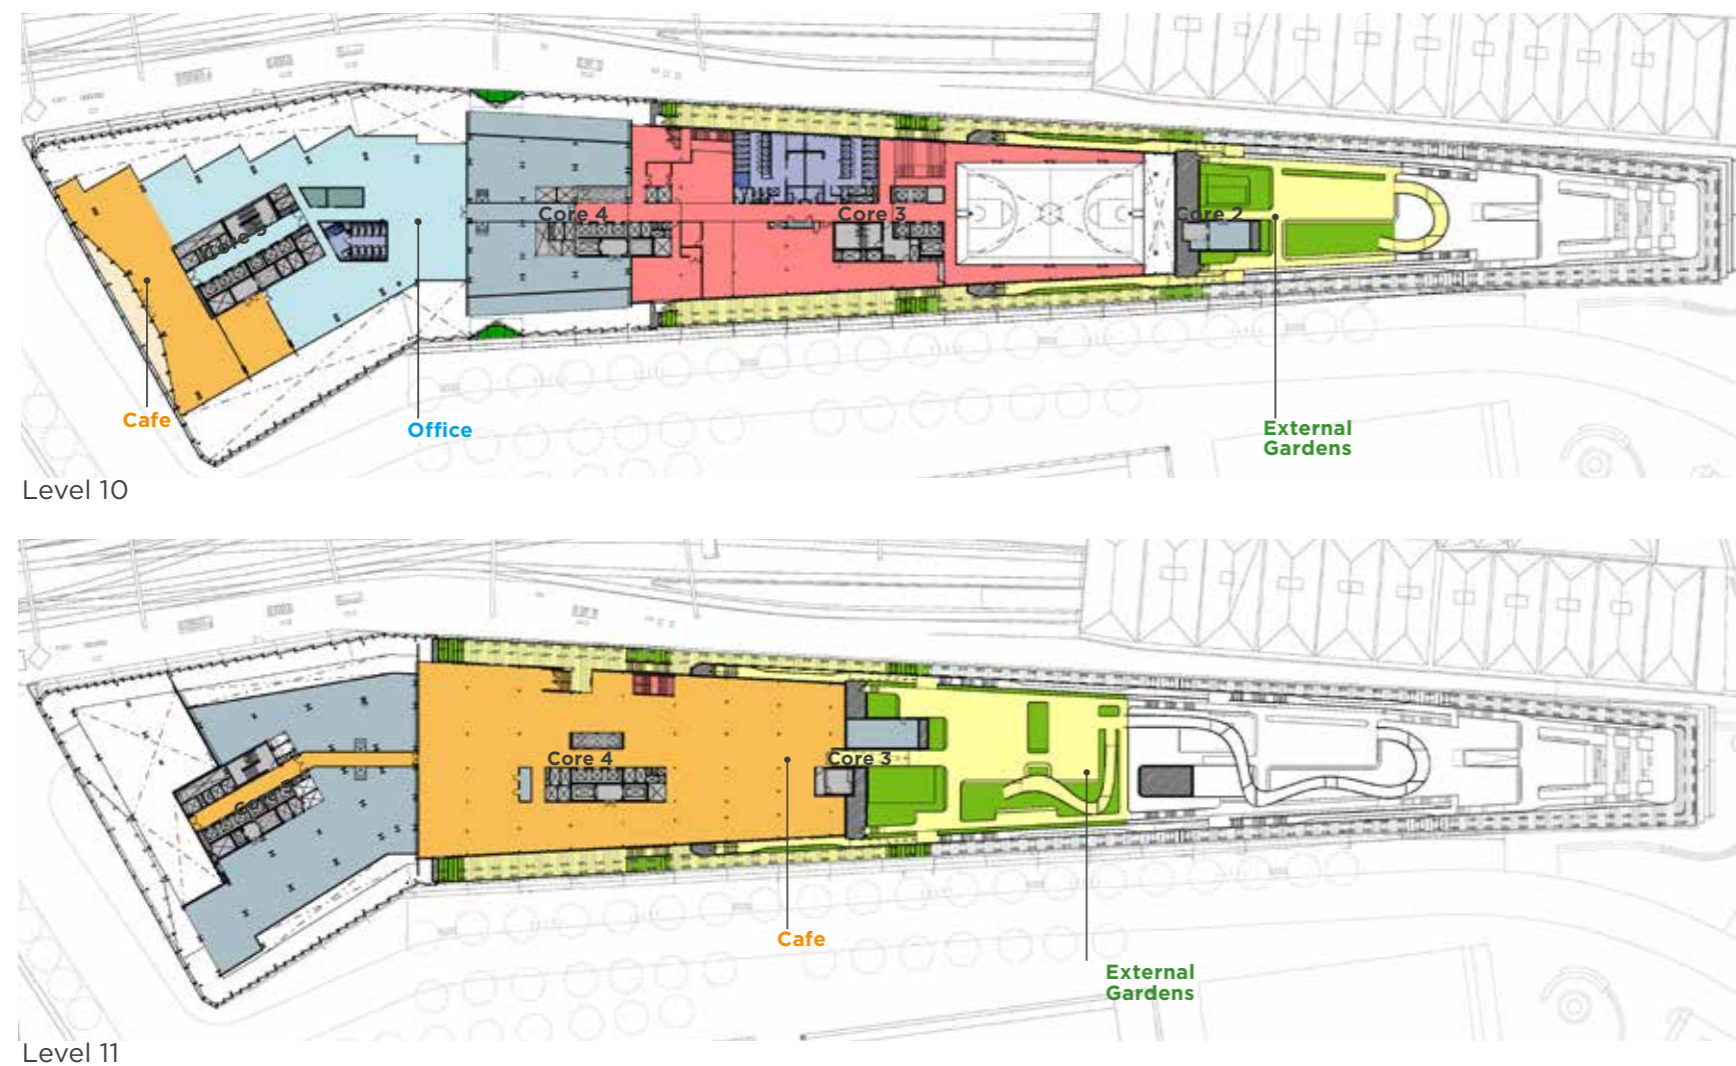 Core 4
Core 3
Core 2
Cafe
Office
External
Gardens
Level 10
Core 4
Core 3
Cafe
External
Gardens
Level 11